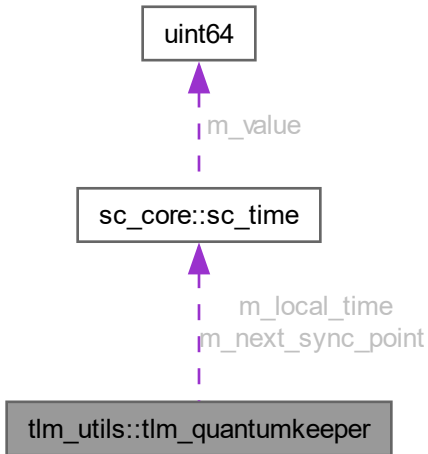 uint64
m_value
sc_core::sc_time
m_local_time
m_next_sync_point
tlm_utils::tlm_quantumkeeper